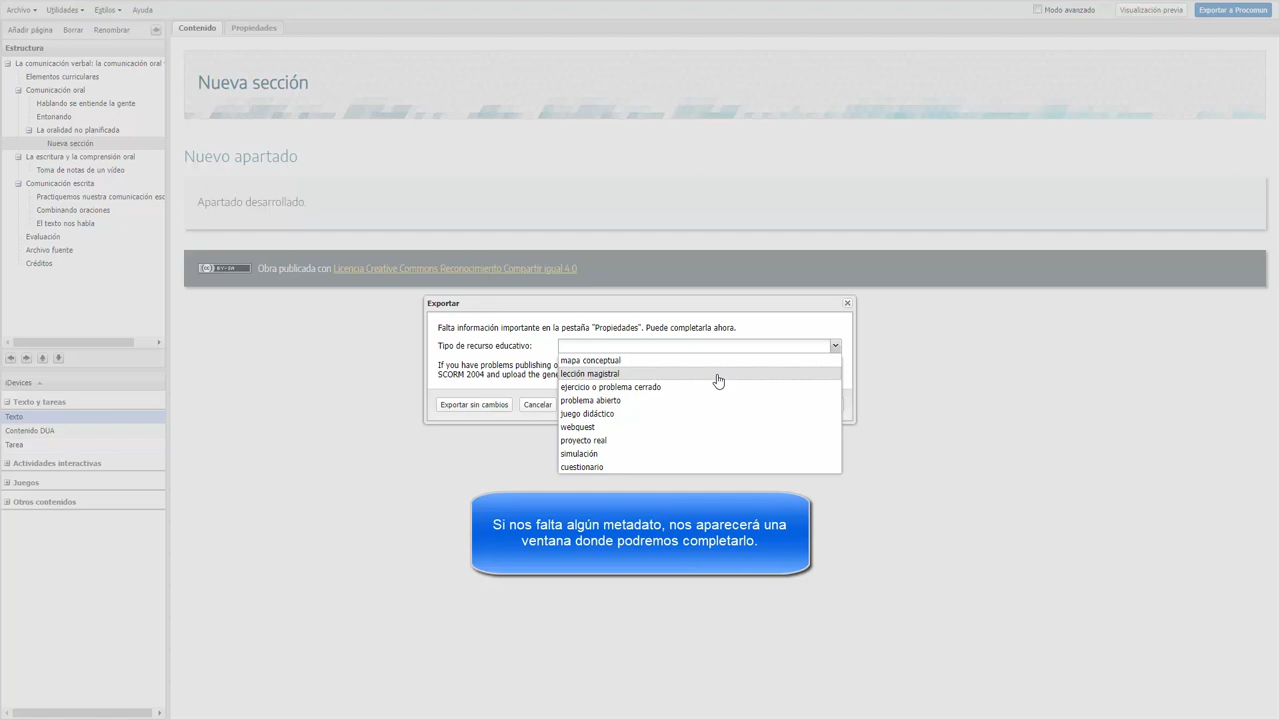 Archivo
Utilidades
Estilos
Ayuda
Modo avanzado
Visualización previa
Exportar a Procomun
Añadir página
Borrar
Renombrar
Contenido
Propiedades
Estructura
La comunicación verbal: la comunicación oral
Elementos curriculares
Comunicación oral
Hablando se entiende la gente
Entonando
La oralidad no planificada
Nueva sección
La escritura y la comprensión oral
Toma de notas de un vídeo
Comunicación escrita
Practiquemos nuestra comunicación esc
Combinando oraciones
El texto nos habla
Evaluación
Archivo fuente
Créditos
iDevices
Texto y tareas
Texto
Contenido DUA
Tarea
Actividades interactivas
Juegos
Otros contenidos
Nueva sección
Nuevo apartado
Apartado desarrollado.
(cc) BY-SA Obra publicada con Licencia Creative Commons Reconocimiento Compartir igual 4.0
Exportar
Falta información importante en la pestaña "Propiedades". Puede completarla ahora.
Tipo de recurso educativo:
If you have problems publishing
SCORM 2004 and upload the
Exportar sin cambios
Cancelar
mapa conceptual
lección magistral
ejercicio o problema cerrado
problema abierto
juego didáctico
webquest
proyecto real
simulación
cuestionario
Si nos falta algún metadato, nos aparecerá una
ventana donde podremos completarlo.